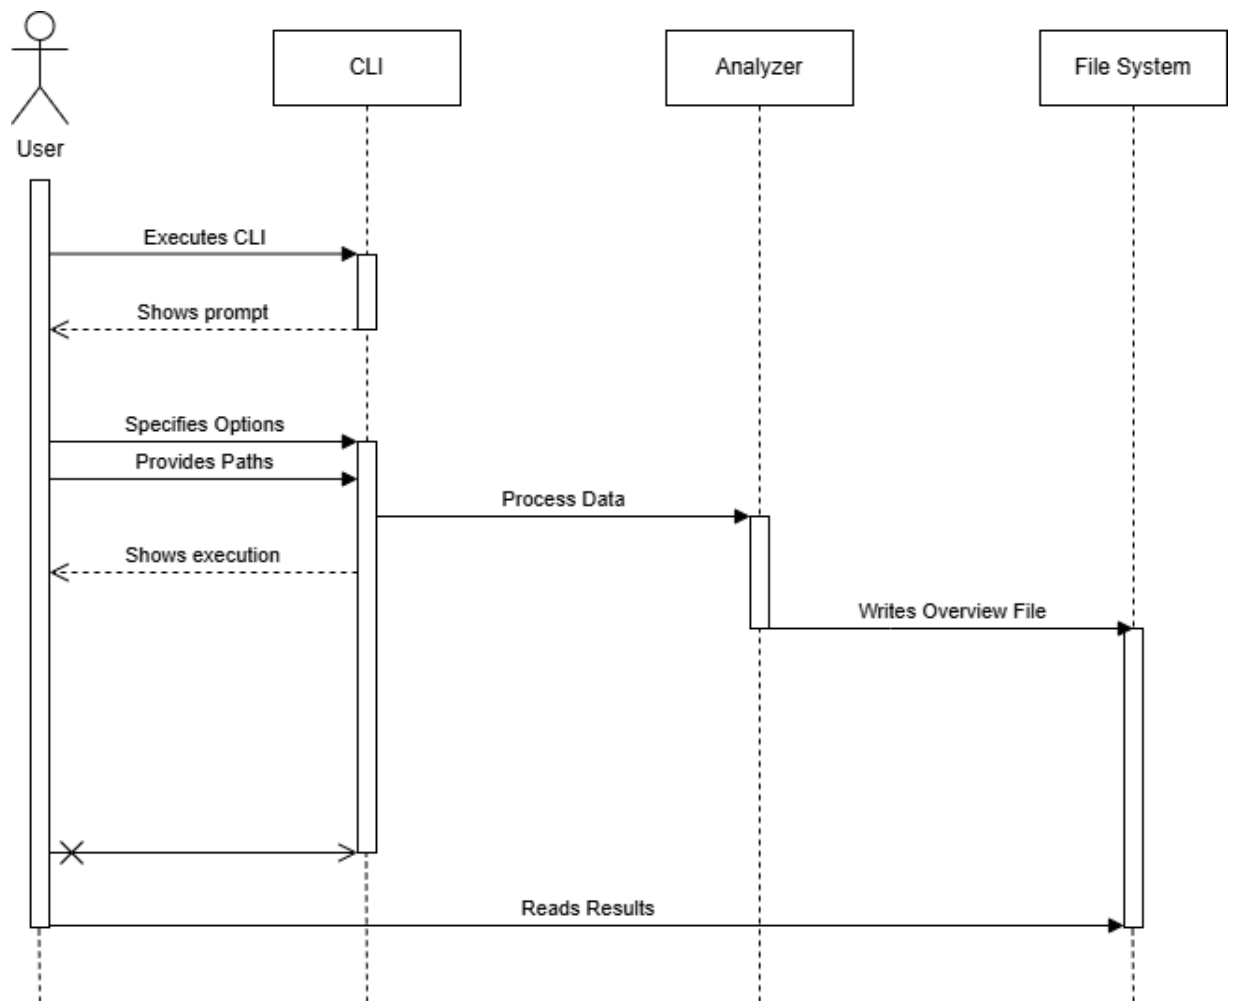 CLI
Analyzer
File System
User
Executes CLI
Shows prompt
Specifies Options
Provides Paths
Process Data
Shows execution
Writes Overview File
Reads Results